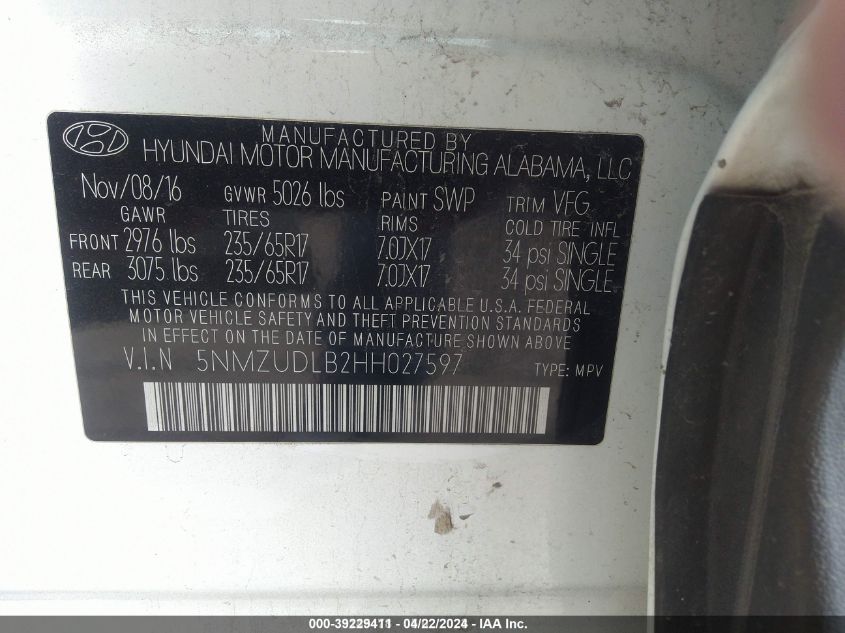 MANUFACTURED BY
HYUNDAI MOTOR MANUFACTURING ALABAMA, LLC
Nov/08/16 GVWR 5026 lbs PAINT SWP TRIM VFG
GAWR TIRES RIMS COLD TIRE INFL
FRONT 2976 lbs 235/65R17 7.0JX17 34 psi SINGLE
REAR 3075 lbs 235/65R17 7.0JX17 34 psi SINGLE
THIS VEHICLE CONFORMS TO ALL APPLICABLE U.S.A. FEDERAL
MOTOR VEHICLE SAFETY AND THEFT PREVENTION STANDARDS
IN EFFECT ON THE DATE OF MANUFACTURE SHOWN ABOVE
V.I.N 5NMZUDLB2HH027597 TYPE: MPV
000-39229411 - 04/22/2024 - IAA Inc.